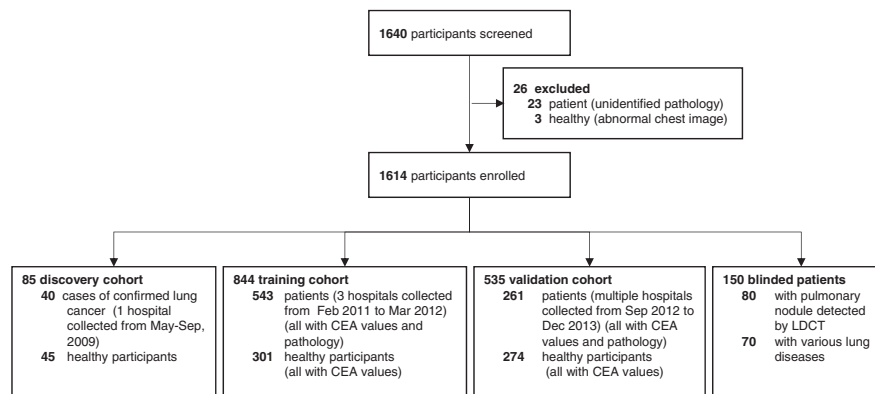 1640 participants screened
26 excluded
23 patient (unidentified pathology)
3 healthy (abnormal chest image)
1614 participants enrolled
85 discovery cohort
40 cases of confirmed lung
cancer (1 hospital
collected from May-Sep,
2009)
45 healthy participants
844 training cohort
543 patients (3 hospitals collected
from Feb 2011 to Mar 2012)
(all with CEA values and
pathology)
301 healthy participants
(all with CEA values)
535 validation cohort
261 patients (multiple hospitals
collected from Sep 2012 to
Dec 2013) (all with CEA
values and pathology)
274 healthy participants
(all with CEA values)
150 blinded patients
80 with pulmonary
nodule detected
by LDCT
70 with various lung
diseases